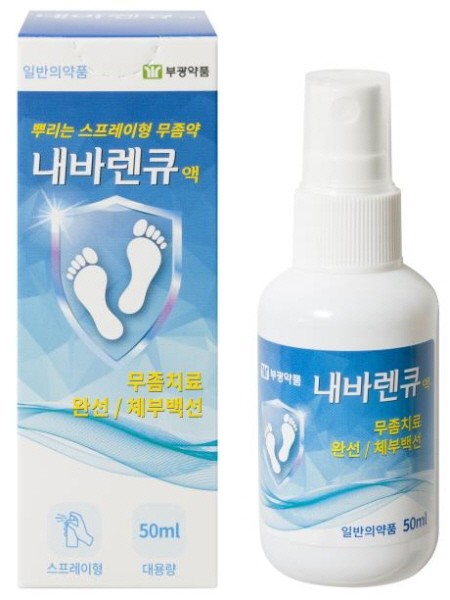 일반의약품
부광약품
뿌리는 스프레이형 무좀약
내바렌큐 액
무좀치료
완선 / 체부백선
50ml
스프레이형
대용량
부광약품
내바렌큐 액
무좀치료
완선 / 체부백선
일반의약품 50ml